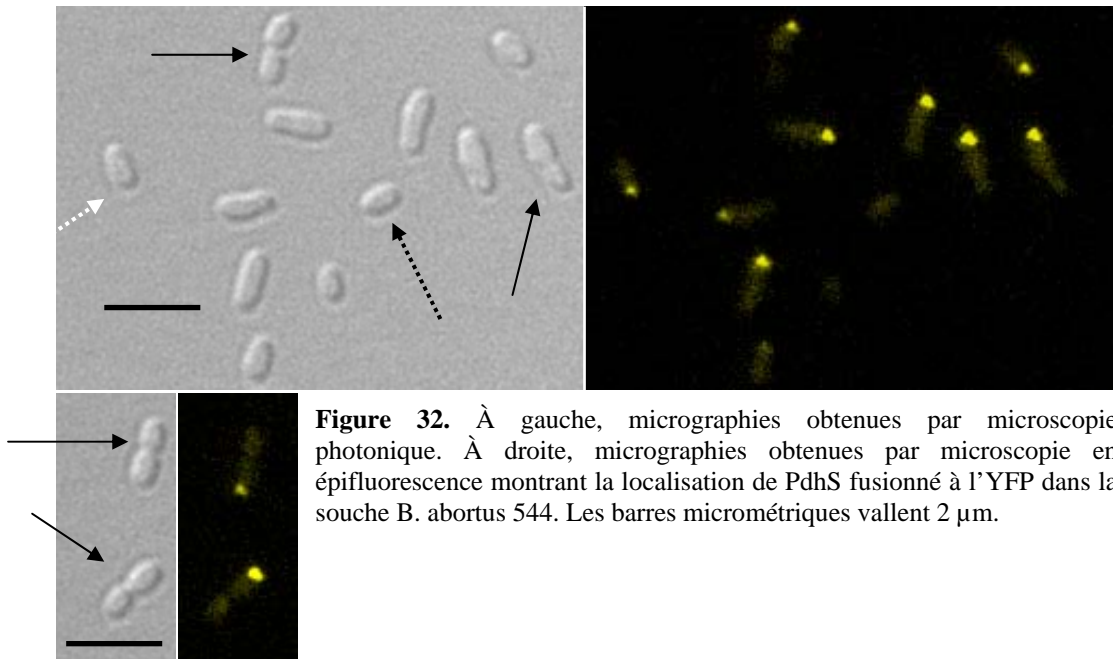 Figure 32. À gauche, micrographies obtenues par microscopie
photonique. À droite, micrographies obtenues par microscopie en
épifluorescence montrant la localisation de PdhS fusionné à l'YFP dans la
souche B. abortus 544. Les barres micrométriques vallent 2 µm.